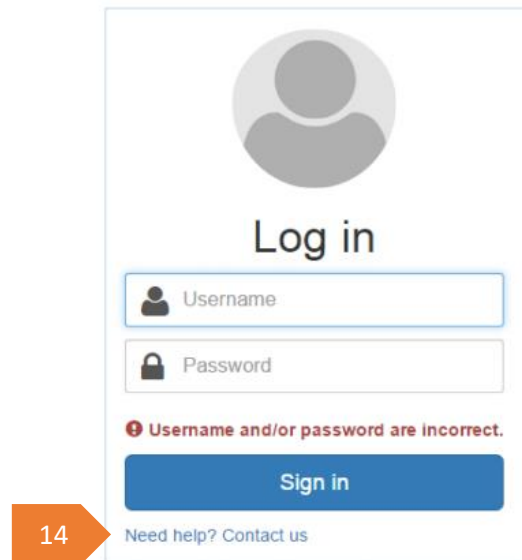 Log in
Username
Password
Username and/or password are incorrect.
Sign in
14
Need help? Contact us